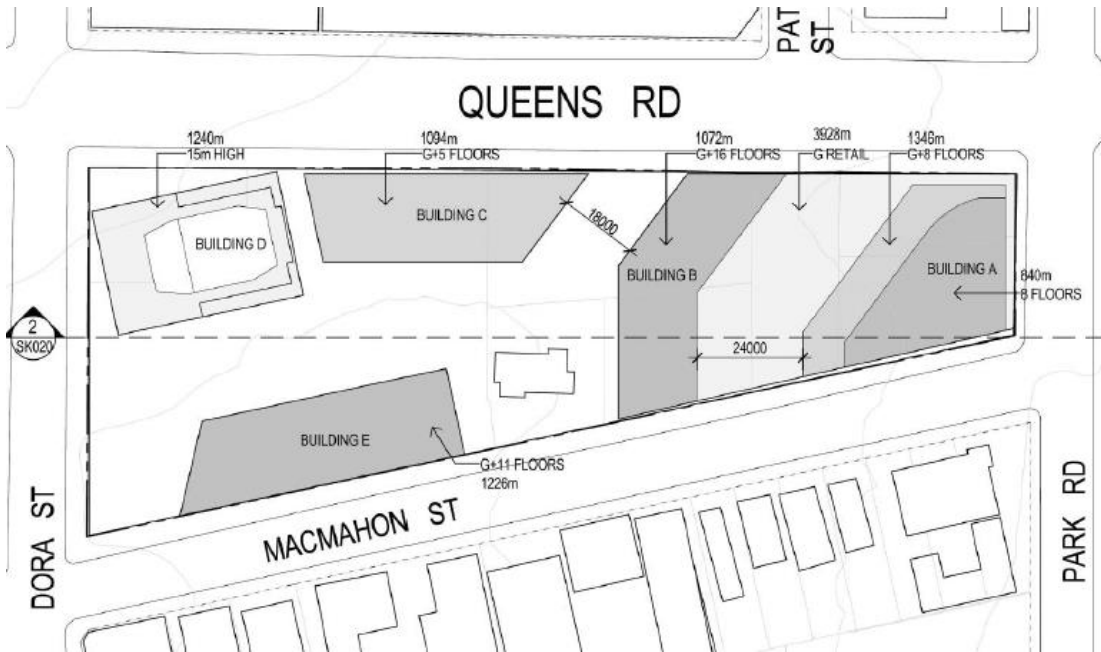 PAT
ST
QUEENS RD
1240m
15m HIGH
1094m
G+5 FLOORS
1072m
G+16 FLOORS
3928m
G RETAIL
1346m
G+8 FLOORS
BUILDING D
BUILDING C
18000
BUILDING B
BUILDING A
840m
8 FLOORS
2
SK020
24000
BUILDING E
G+11 FLOORS
1226m
MACMAHON ST
DORA ST
PARK RD